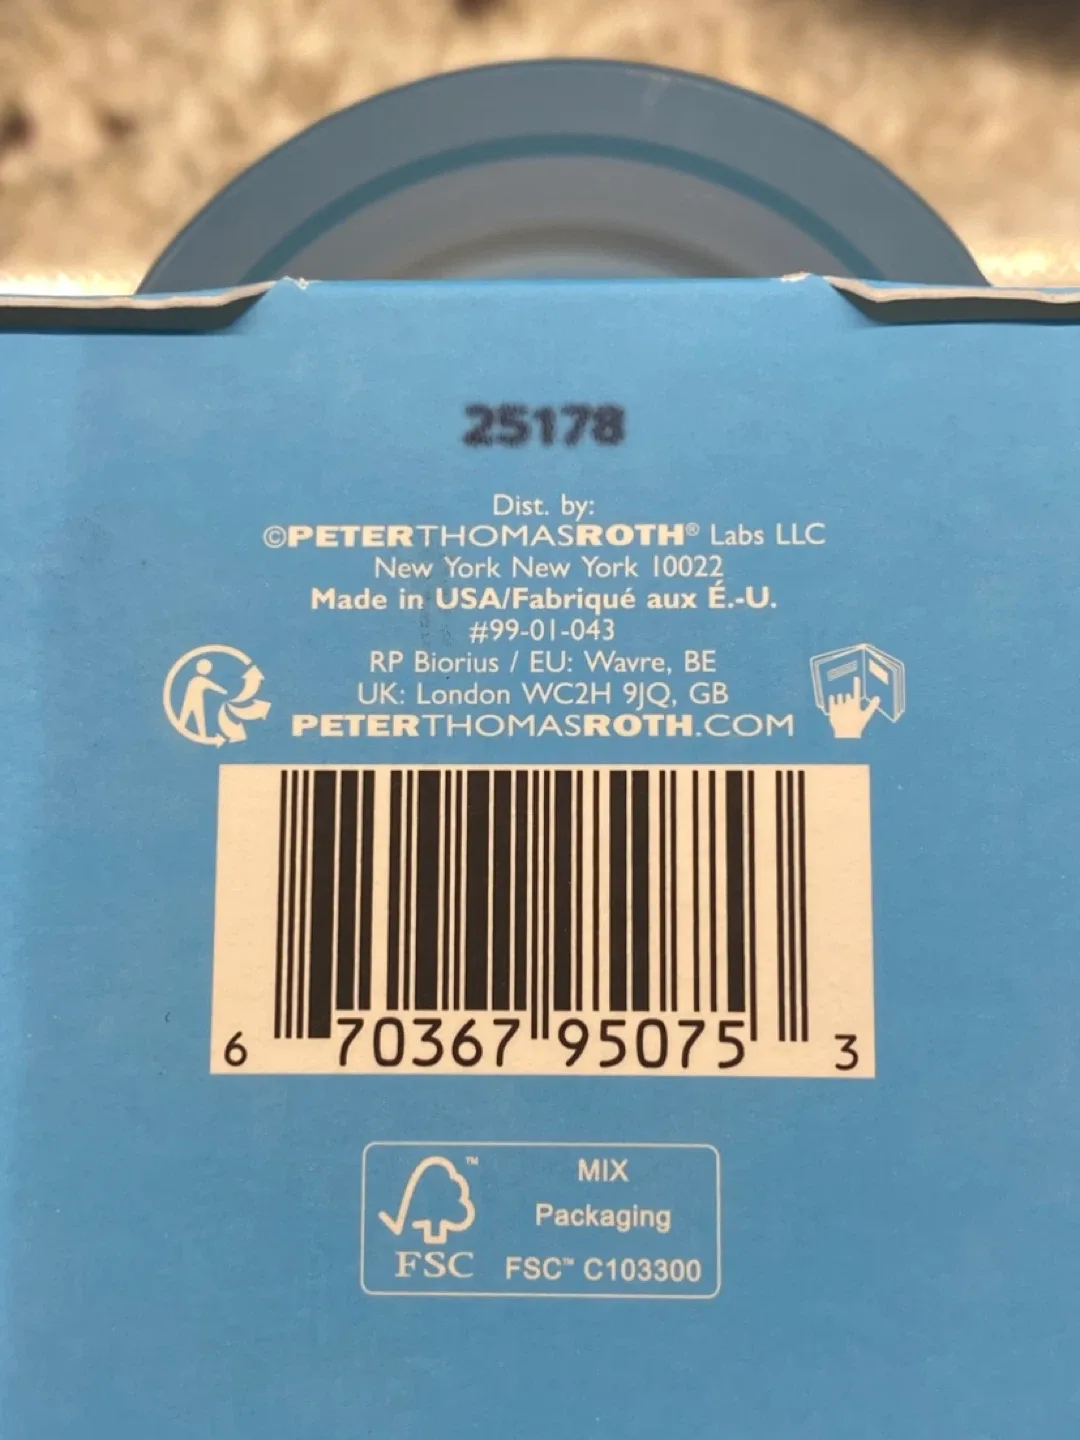 25178
Dist. by:
©PETERTHOMASROTH® Labs LLC
New York New York 10022
Made in USA/Fabriqué aux É.-U.
#99-01-043
RP Biorius / EU: Wavre, BE
UK: London WC2H 9JQ, GB
PETERTHOMASROTH.COM
6 70367 95075 3
MIX
Packaging
FSC™ C103300
FSC™